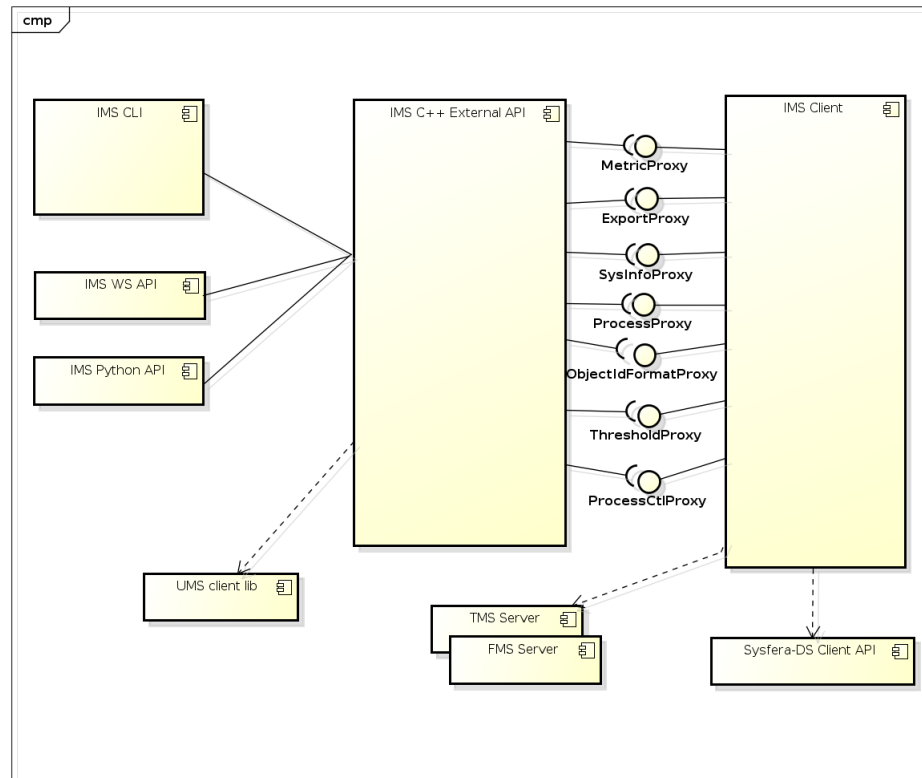 cmp
IMS CLI
IMS C++ External API
IMS Client
MetricProxy
ExportProxy
SysInfoProxy
IMS WS API
ProcessProxy
IMS Python API
ObjectIdFormatProxy
ThresholdProxy
ProcessCtlProxy
UMS client lib
TMS Server
FMS Server
Sysfera-DS Client API